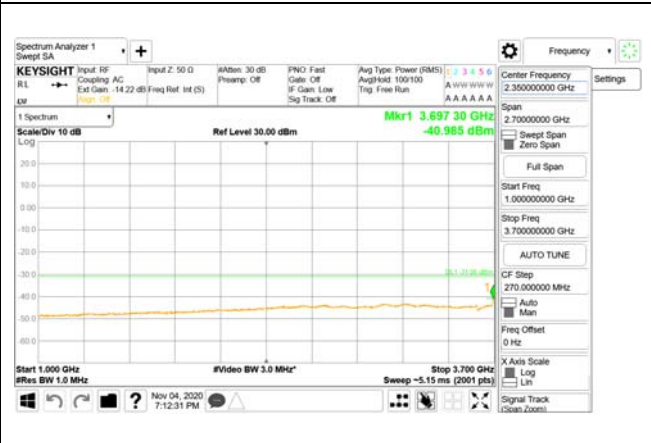 Spectrum Analyzer 1
Swept SA
+
Frequency
Settings
KEYSIGHT
RL
Input: RF
Coupling: AC
Ext Gain: -14.22 dB
Align: Off
Input Z: 50 Ω
Freq Ref: Int (S)
#Atten: 30 dB
Preamp: Off
PNO: Fast
Gate: Off
IF Gain: Low
Sig Track: Off
Avg Type: Power (RMS)
Avg|Hold: 100/100
Trig: Free Run
1 2 3 4 5 6
A W W W W W
A A A A A A
1 Spectrum
Scale/Div 10 dB
Log
Ref Level 30.00 dBm
Mkr1 3.697 30 GHz
-40.985 dBm
20.0
10.0
0.00
-10.0
-20.0
-30.0
-40.0
-50.0
-60.0
1
Start 1.000 GHz
#Res BW 1.0 MHz
#Video BW 3.0 MHz*
Stop 3.700 GHz
Sweep ~5.15 ms (2001 pts)
Nov 04, 2020
7:12:31 PM
Center Frequency
2.350000000 GHz
Span
2.70000000 GHz
Swept Span
Zero Span
Full Span
Start Freq
1.000000000 GHz
Stop Freq
3.700000000 GHz
AUTO TUNE
CF Step
270.000000 MHz
Auto
Man
Freq Offset
0 Hz
X Axis Scale
Log
Lin
Signal Track
(Span Zoom)